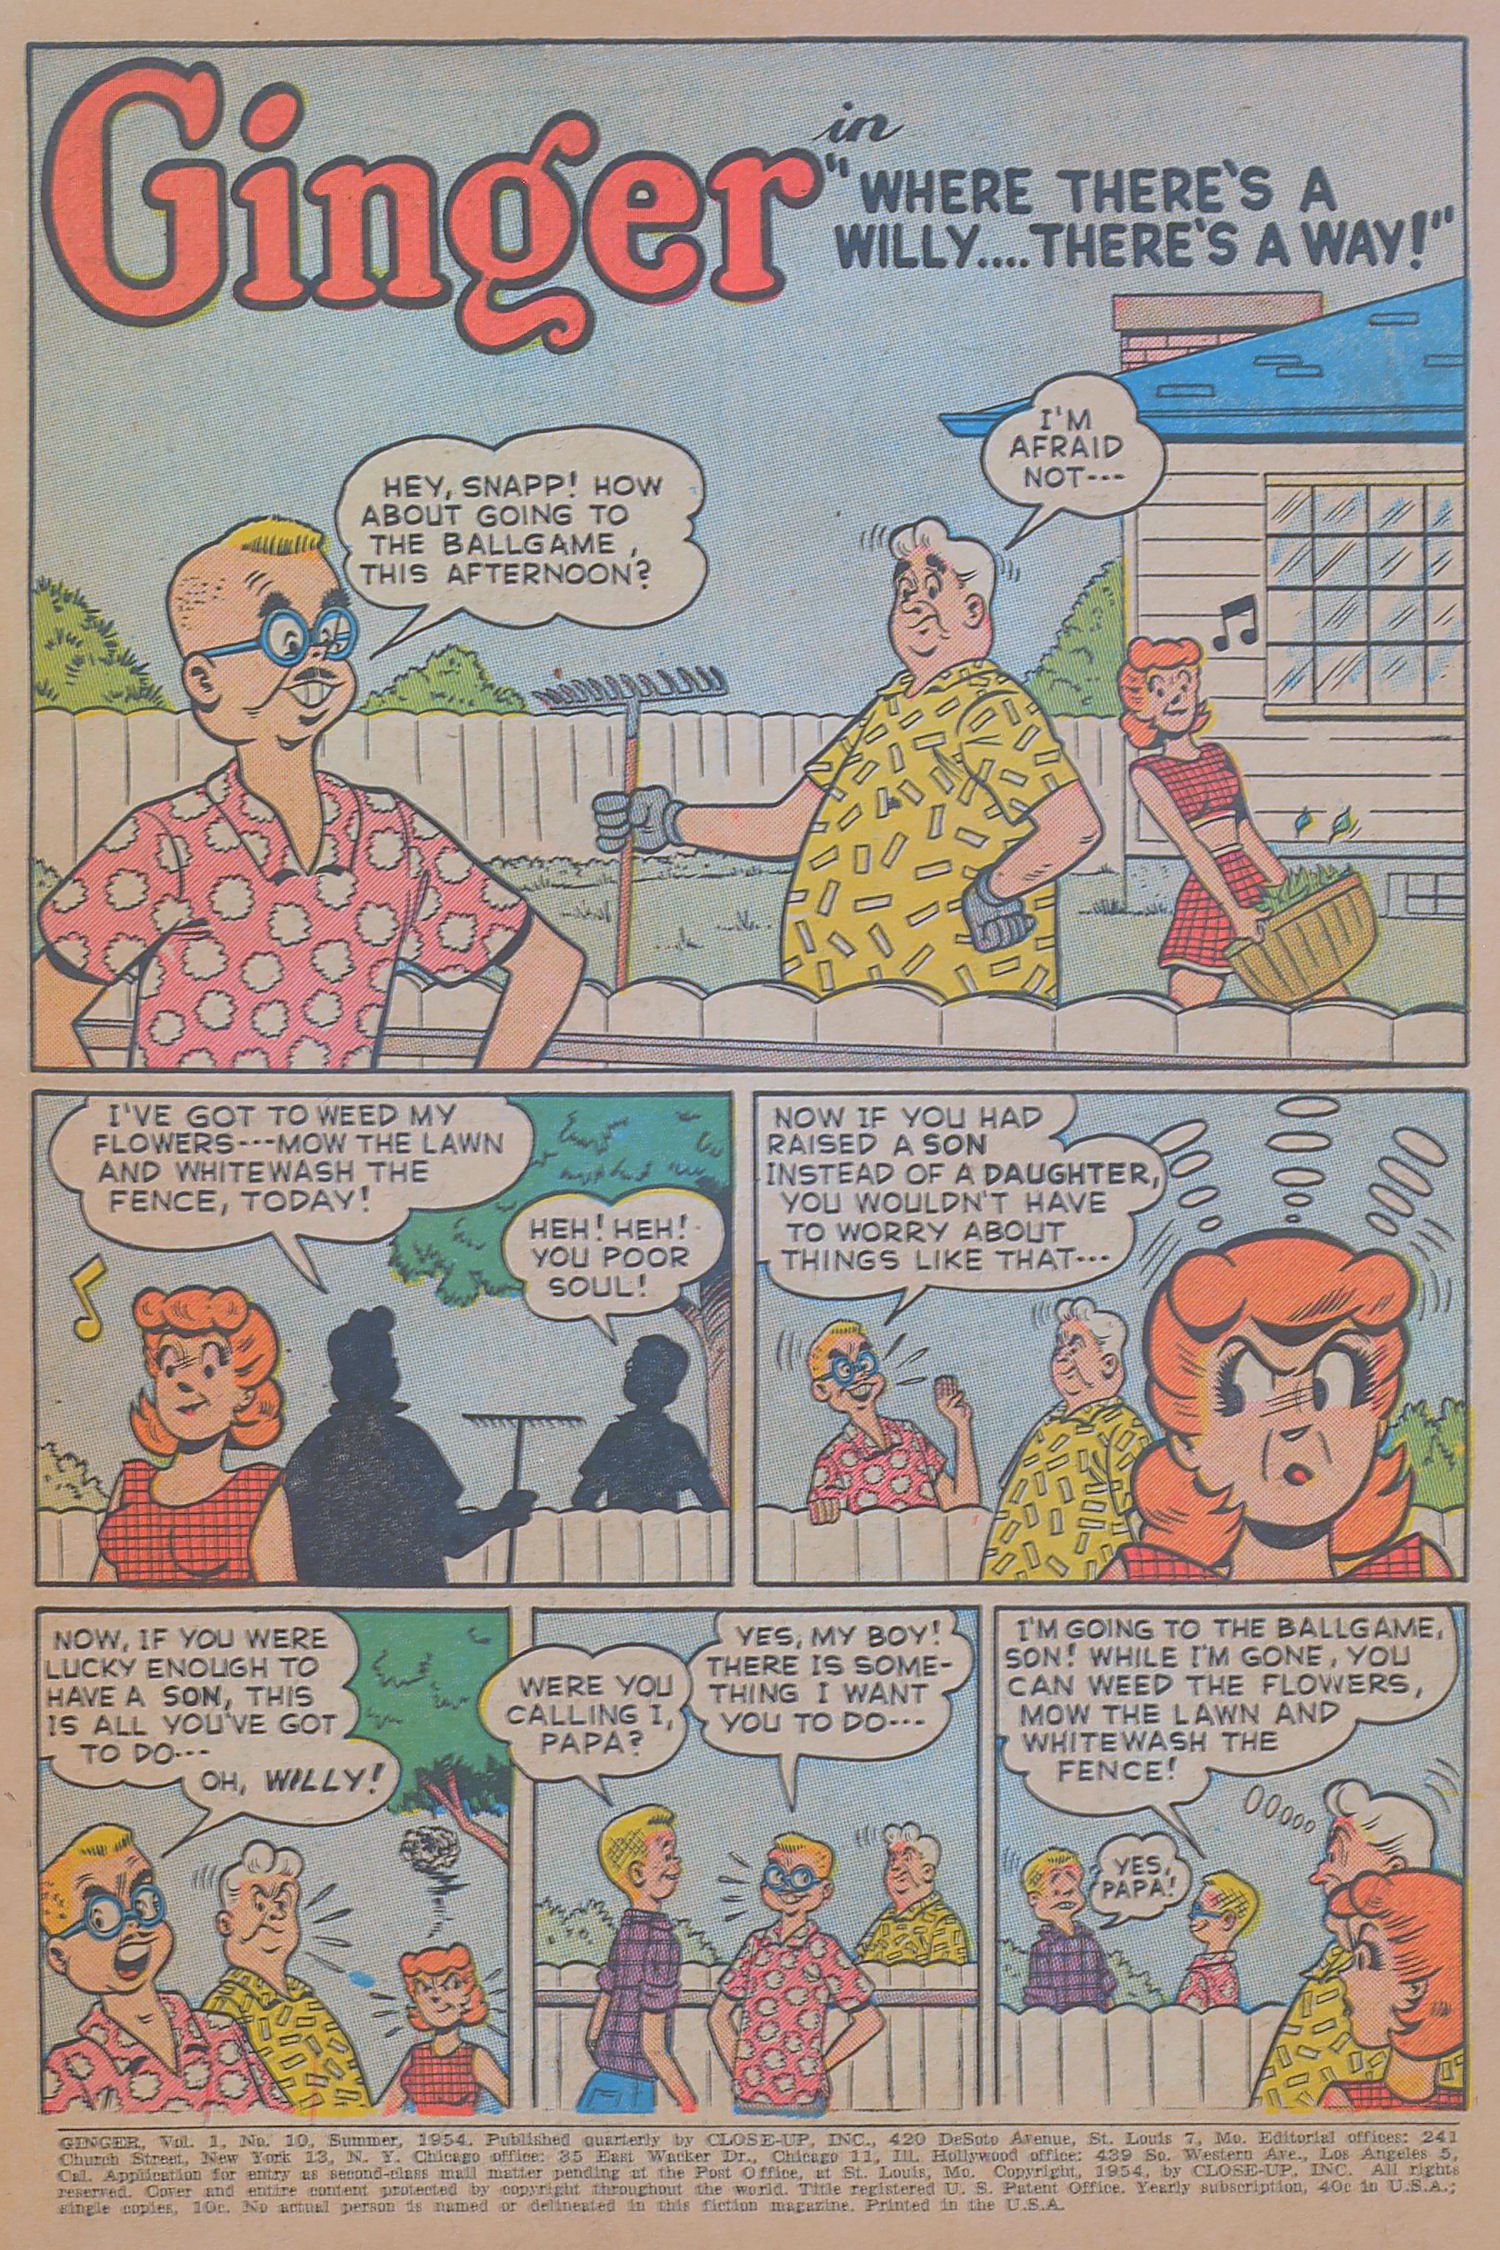 Ginger
in
"WHERE THERE'S A
WILLY....THERE'S A WAY!"
HEY, SNAPP! HOW
ABOUT GOING TO
THE BALLGAME,
THIS AFTERNOON?
I'M
AFRAID
NOT---
I'VE GOT TO WEED MY
FLOWERS---MOW THE LAWN
AND WHITEWASH THE
FENCE, TODAY!
HEH! HEH!
YOU POOR
SOUL!
NOW IF YOU HAD
RAISED A SON
INSTEAD OF A DAUGHTER,
YOU WOULDN'T HAVE
TO WORRY ABOUT
THINGS LIKE THAT---
NOW, IF YOU WERE
LUCKY ENOUGH TO
HAVE A SON, THIS
IS ALL YOU'VE GOT
TO DO---
OH, WILLY!
WERE YOU
CALLING I,
PAPA?
YES, MY BOY!
THERE IS SOME-
THING I WANT
YOU TO DO---
I'M GOING TO THE BALLGAME,
SON! WHILE I'M GONE, YOU
CAN WEED THE FLOWERS,
MOW THE LAWN AND
WHITEWASH THE
FENCE!
YES,
PAPA!
GINGER, Vol. 1, No. 10, Summer, 1954. Published quarterly by CLOSE-UP, INC., 420 DeSoto Avenue, St. Louis 7, Mo. Editorial offices: 241
Church Street, New York 13, N. Y. Chicago office: 35 East Wacker Dr., Chicago 11, Ill. Hollywood office: 439 So. Western Ave., Los Angeles 5,
Cal. Application for entry as second-class mail matter pending at the Post Office, at St. Louis, Mo. Copyright, 1954, by CLOSE-UP, INC. All rights
reserved. Cover and entire content protected by copyright throughout the world. Title registered U. S. Patent Office. Yearly subscription, 40c in U.S.A.;
single copies, 10c. No actual person is named or delineated in this fiction magazine. Printed in the U.S.A.